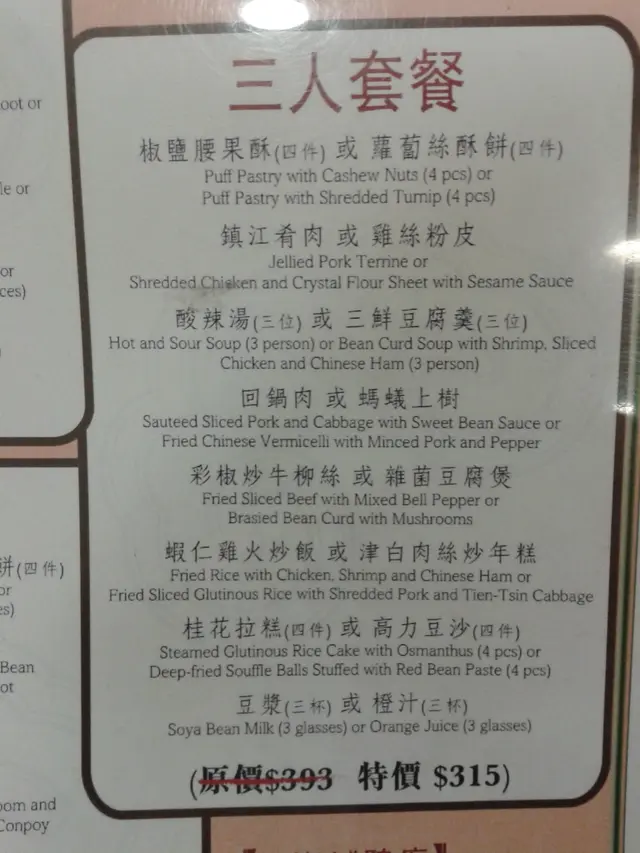 三人套餐
椒鹽腰果酥(四件) 或 蘿蔔絲酥餅(四件)
Puff Pastry with Cashew Nuts (4 pcs) or
Puff Pastry with Shredded Turnip (4 pcs)
鎮江肴肉 或 雞絲粉皮
Jellied Pork Terrine or
Shredded Chicken and Crystal Flour Sheet with Sesame Sauce
酸辣湯(三位) 或 三鮮豆腐羹(三位)
Hot and Sour Soup (3 person) or Bean Curd Soup with Shrimp, Sliced
Chicken and Chinese Ham (3 person)
回鍋肉 或 螞蟻上樹
Sauteed Sliced Pork and Cabbage with Sweet Bean Sauce or
Fried Chinese Vermicelli with Minced Pork and Pepper
彩椒炒牛柳絲 或 雜菌豆腐煲
Fried Sliced Beef with Mixed Bell Pepper or
Brasied Bean Curd with Mushrooms
蝦仁雞火炒飯 或 津白肉絲炒年糕
Fried Rice with Chicken, Shrimp and Chinese Ham or
Fried Sliced Glutinous Rice with Shredded Pork and Tien-Tsin Cabbage
桂花拉糕(四件) 或 高力豆沙(四件)
Steamed Glutinous Rice Cake with Osmanthus (4 pcs) or
Deep-fried Souffle Balls Stuffed with Red Bean Paste (4 pcs)
豆漿(三杯) 或 橙汁(三杯)
Soya Bean Milk (3 glasses) or Orange Juice (3 glasses)
(原價$393 特價 $315)
or
or
餅(四件)
or
Bean
oom and
Conpoy